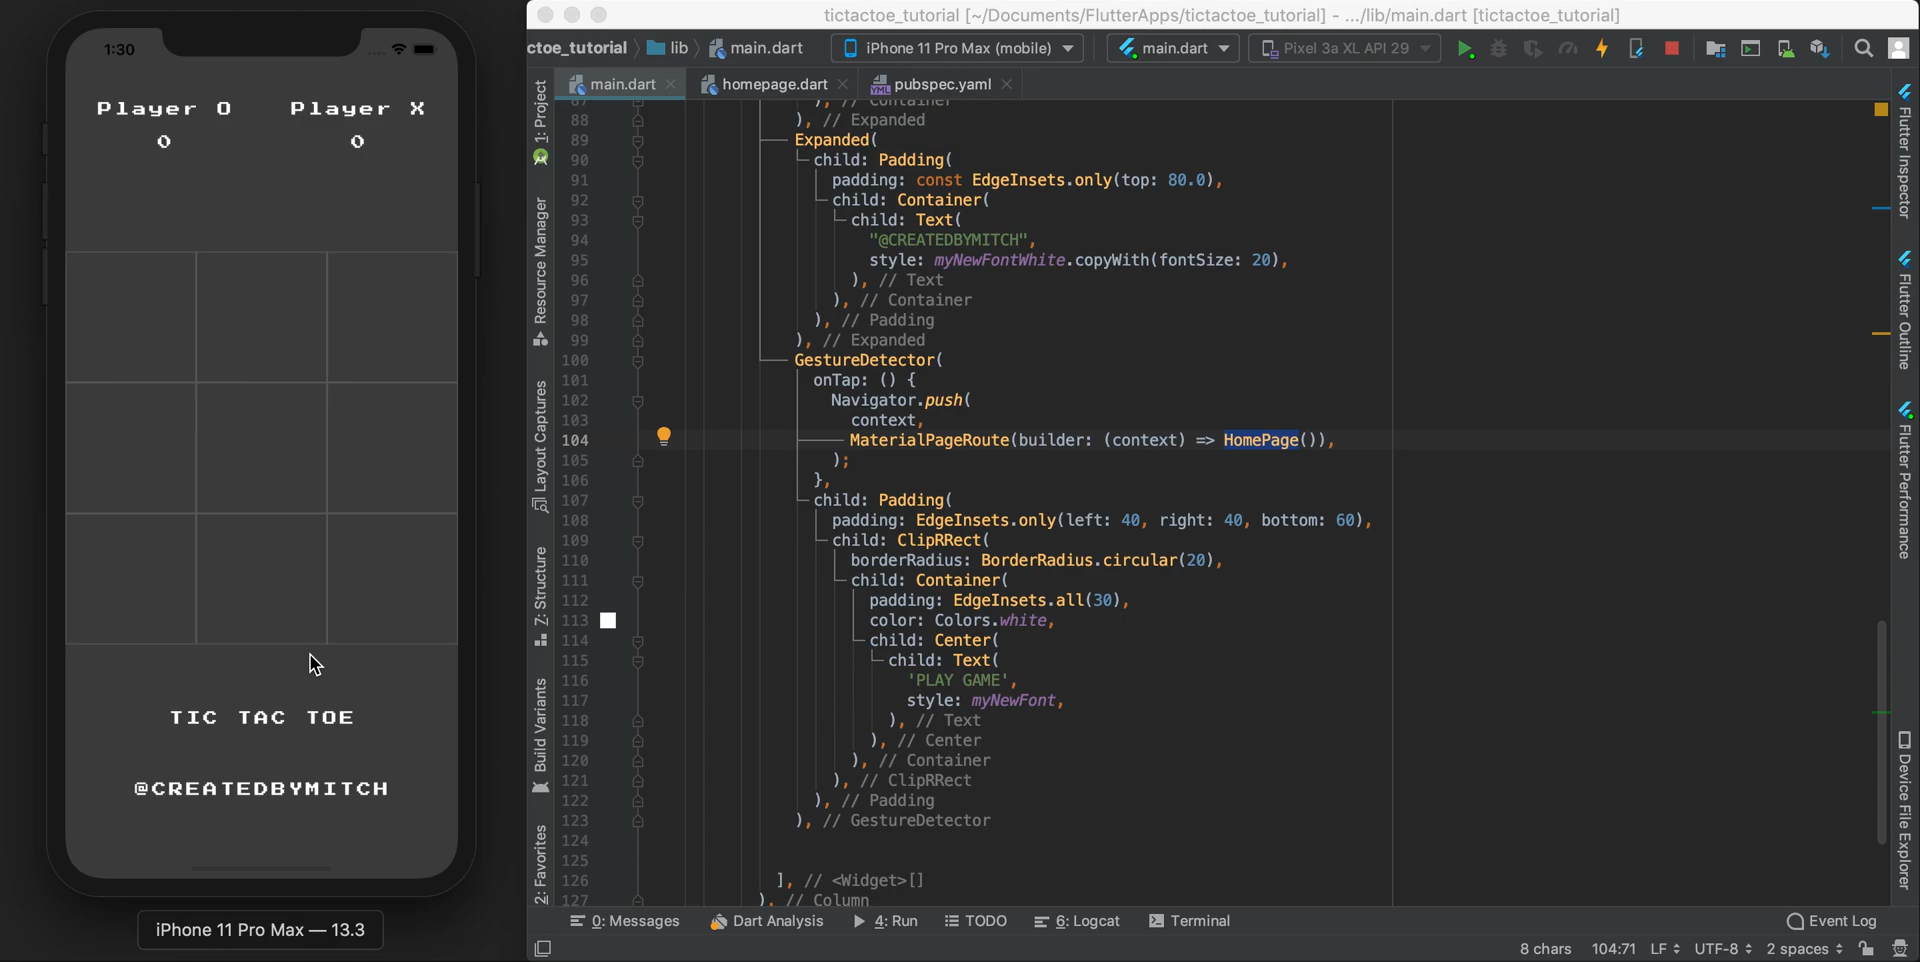 1:30
Player O Player X
0 0
TIC TAC TOE
@CREATEDBYMITCH
iPhone 11 Pro Max — 13.3
tictactoe_tutorial [~/Documents/FlutterApps/tictactoe_tutorial] - .../lib/main.dart [tictactoe_tutorial]
ctoe_tutorial lib main.dart iPhone 11 Pro Max (mobile) main.dart Pixel 3a XL API 29
main.dart homepage.dart pubspec.yaml
1: Project
Resource Manager
Layout Captures
Z: Structure
Build Variants
2: Favorites
87 ), // Container
88 ), // Expanded
89 Expanded(
90 child: Padding(
91 padding: const EdgeInsets.only(top: 80.0),
92 child: Container(
93 child: Text(
94 "@CREATEDBYMITCH",
95 style: myNewFontWhite.copyWith(fontSize: 20),
96 ), // Text
97 ), // Container
98 ), // Padding
99 ), // Expanded
100 GestureDetector(
101 onTap: () {
102 Navigator.push(
103 context,
104 MaterialPageRoute(builder: (context) => HomePage()),
105 );
106 },
107 child: Padding(
108 padding: EdgeInsets.only(left: 40, right: 40, bottom: 60),
109 child: ClipRRect(
110 borderRadius: BorderRadius.circular(20),
111 child: Container(
112 padding: EdgeInsets.all(30),
113 color: Colors.white,
114 child: Center(
115 child: Text(
116 'PLAY GAME',
117 style: myNewFont,
118 ), // Text
119 ), // Center
120 ), // Container
121 ), // ClipRRect
122 ), // Padding
123 ), // GestureDetector
124
125
126 ], // <Widget>[]
127 ), // Column
Flutter Inspector
Flutter Outline
Flutter Performance
Device File Explorer
0: Messages Dart Analysis 4: Run TODO 6: Logcat Terminal Event Log
8 chars 104:71 LF UTF-8 2 spaces